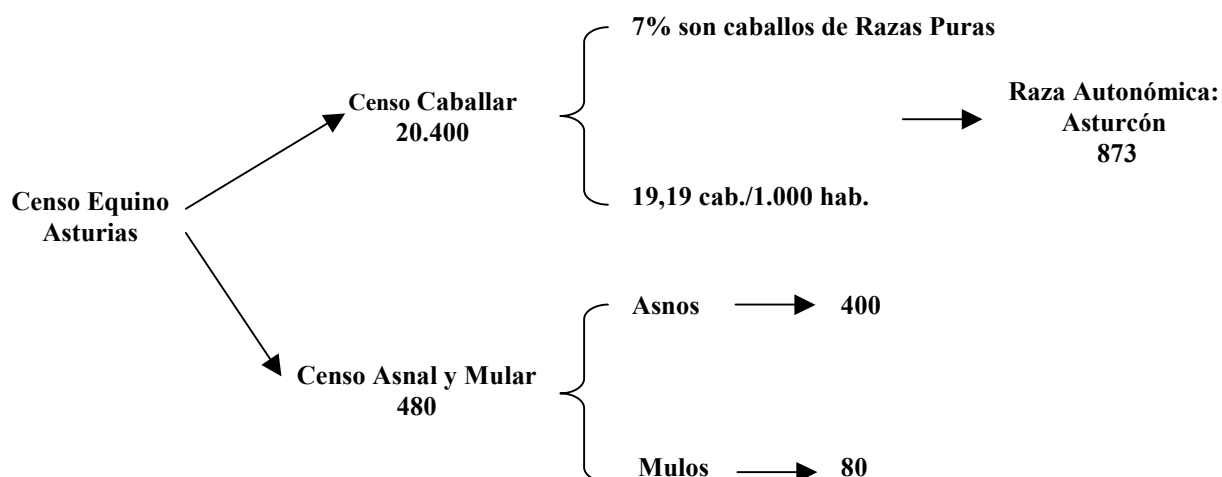 7% son caballos de Razas Puras
Censo Caballar
20.400
Raza Autonómica:
Asturcón
873
19,19 cab./1.000 hab.
Censo Equino
Asturias
Asnos
400
Censo Asnal y Mular
480
Mulos
80